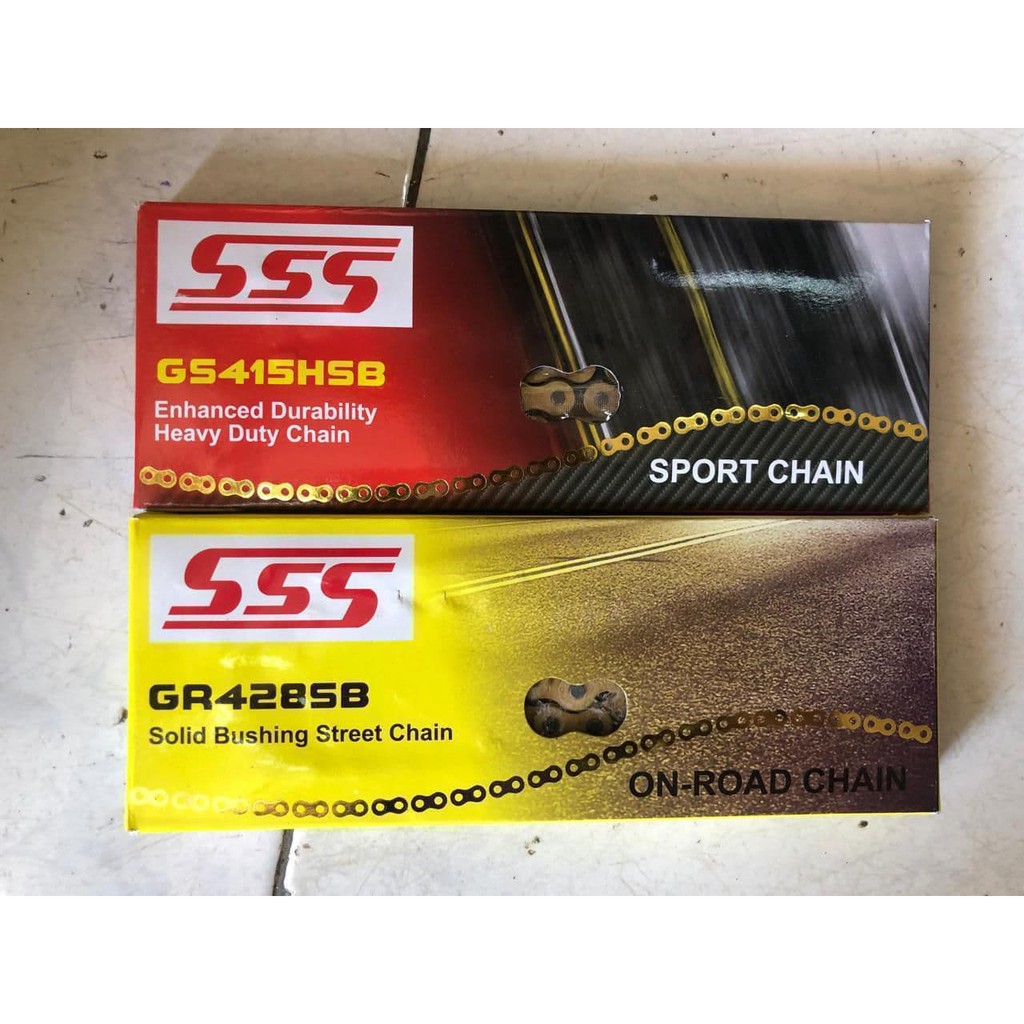 SSS
GS415HSB
Enhanced Durability
Heavy Duty Chain
SPORT CHAIN
SSS
GR428SB
Solid Bushing Street Chain
ON-ROAD CHAIN